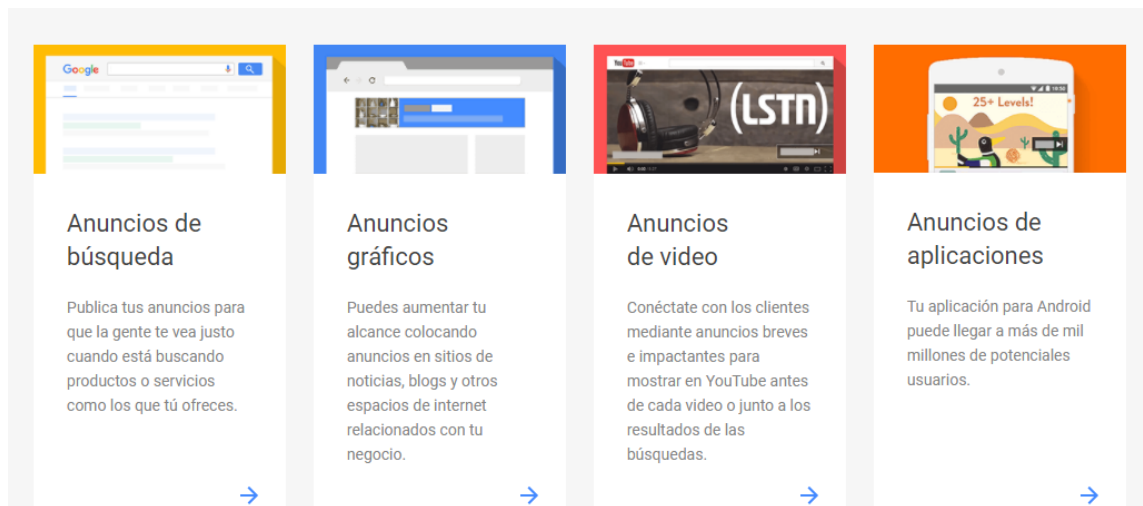 Google
YouTube
(LSTN)
18:50
25+ Levels!
Anuncios de
búsqueda
Publica tus anuncios para
que la gente te vea justo
cuando está buscando
productos o servicios
como los que tú ofreces.
Anuncios
gráficos
Puedes aumentar tu
alcance colocando
anuncios en sitios de
noticias, blogs y otros
espacios de internet
relacionados con tu
negocio.
Anuncios
de video
Conéctate con los clientes
mediante anuncios breves
e impactantes para
mostrar en YouTube antes
de cada video o junto a los
resultados de las
búsquedas.
Anuncios de
aplicaciones
Tu aplicación para Android
puede llegar a más de mil
millones de potenciales
usuarios.